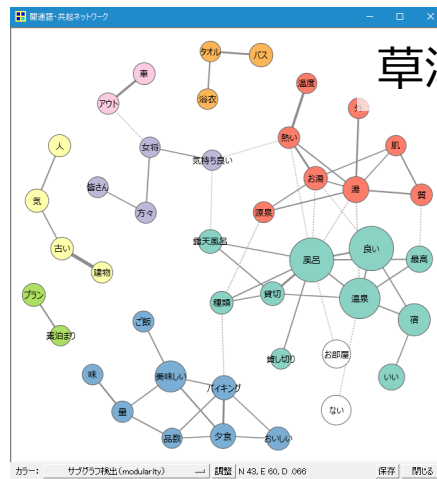 関連語・共起ネットワーク
草
タオル
バス
車
温度
アウト
浴衣
人
女将
熱い
肌
気持ち良い
お湯
湯
質
皆さん
気
方々
源泉
露天風呂
古い
風呂
良い
最高
建物
プラン
種類
貸切
温泉
宿
ご飯
素泊まり
お部屋
貸し切り
味
美味しい
バイキング
いい
量
ない
品数
夕食
おいしい
カラー: サブグラフ検出(modularity) 調整 N 43, E 60, D .066 保存 閉じる